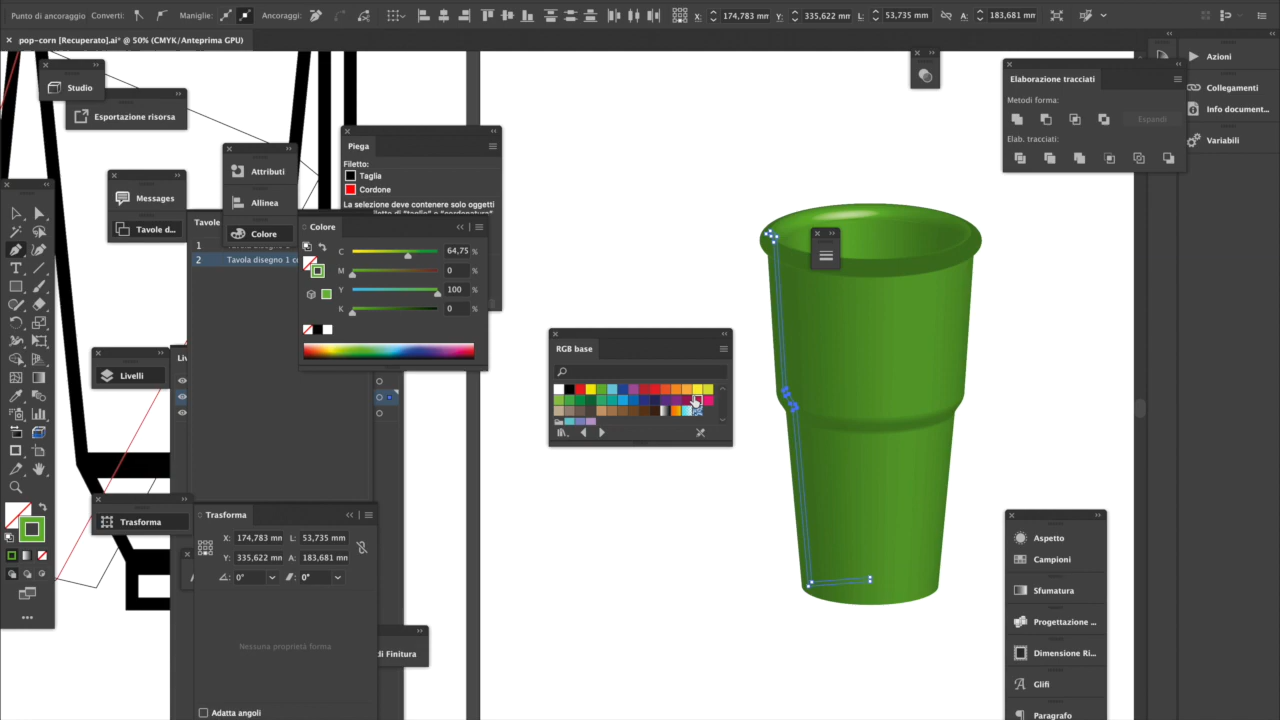 Punto di ancoraggio Converti: Maniglie: Ancoraggi: X: 174,783 mm Y: 335,622 mm L: 53,735 mm A: 183,681 mm
pop-corn [Recuperato].ai* @ 50% (CMYK/Anteprima GPU)
Studio
Esportazione risorsa
Attributi
Allinea
Colore
Messages
Tavole d...
Tavole
1
2 Tavola disegno 1 co
Piega
Filetto:
Taglia
Cordone
La selezione deve contenere solo oggetti
Colore
C 64,75 %
M 0 %
Y 100 %
K 0 %
Livelli
Liv
RGB base
Trasforma
Trasforma
X: 174,783 mm L: 53,735 mm
Y: 335,622 mm A: 183,681 mm
0° 0°
Nessuna proprietà forma
Adatta angoli
di Finitura
Elaborazione tracciati
Metodi forma:
Espandi
Elab. tracciati:
Azioni
Collegamenti
Info document...
Variabili
Aspetto
Campioni
Sfumatura
Progettazione ...
Dimensione Ri...
Glifi
Paragrafo